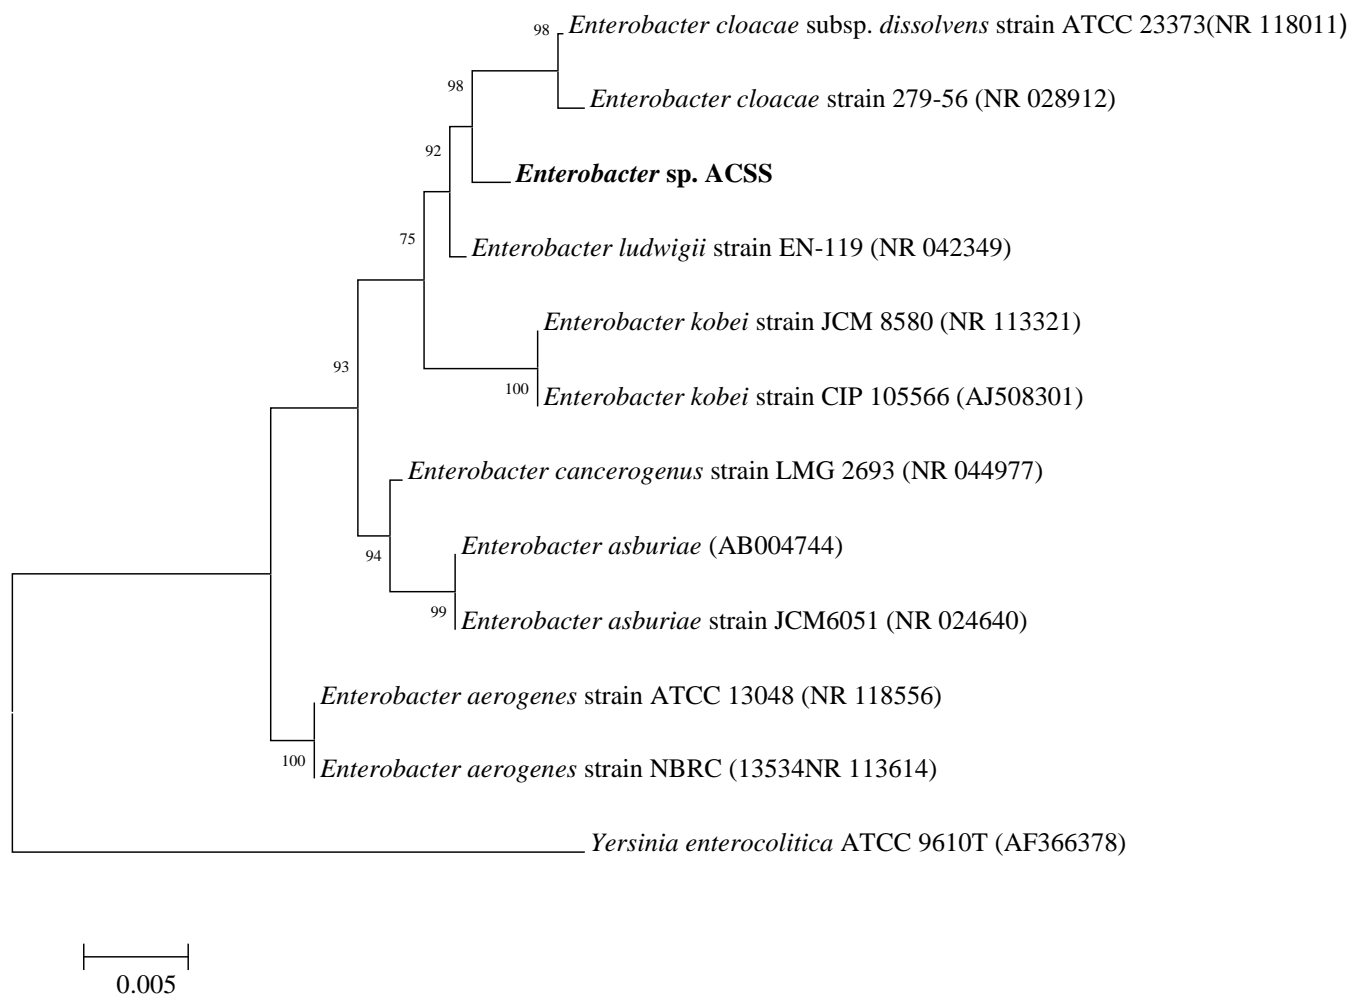 98 Enterobacter cloacae subsp. dissolvens strain ATCC 23373(NR 118011)
98
Enterobacter cloacae strain 279-56 (NR 028912)
92
Enterobacter sp. ACSS
75
Enterobacter ludwigii strain EN-119 (NR 042349)
Enterobacter kobei strain JCM 8580 (NR 113321)
93
100 Enterobacter kobei strain CIP 105566 (AJ508301)
Enterobacter cancerogenus strain LMG 2693 (NR 044977)
94
Enterobacter asburiae (AB004744)
99 Enterobacter asburiae strain JCM6051 (NR 024640)
Enterobacter aerogenes strain ATCC 13048 (NR 118556)
100 Enterobacter aerogenes strain NBRC (13534NR 113614)
Yersinia enterocolitica ATCC 9610T (AF366378)
0.005